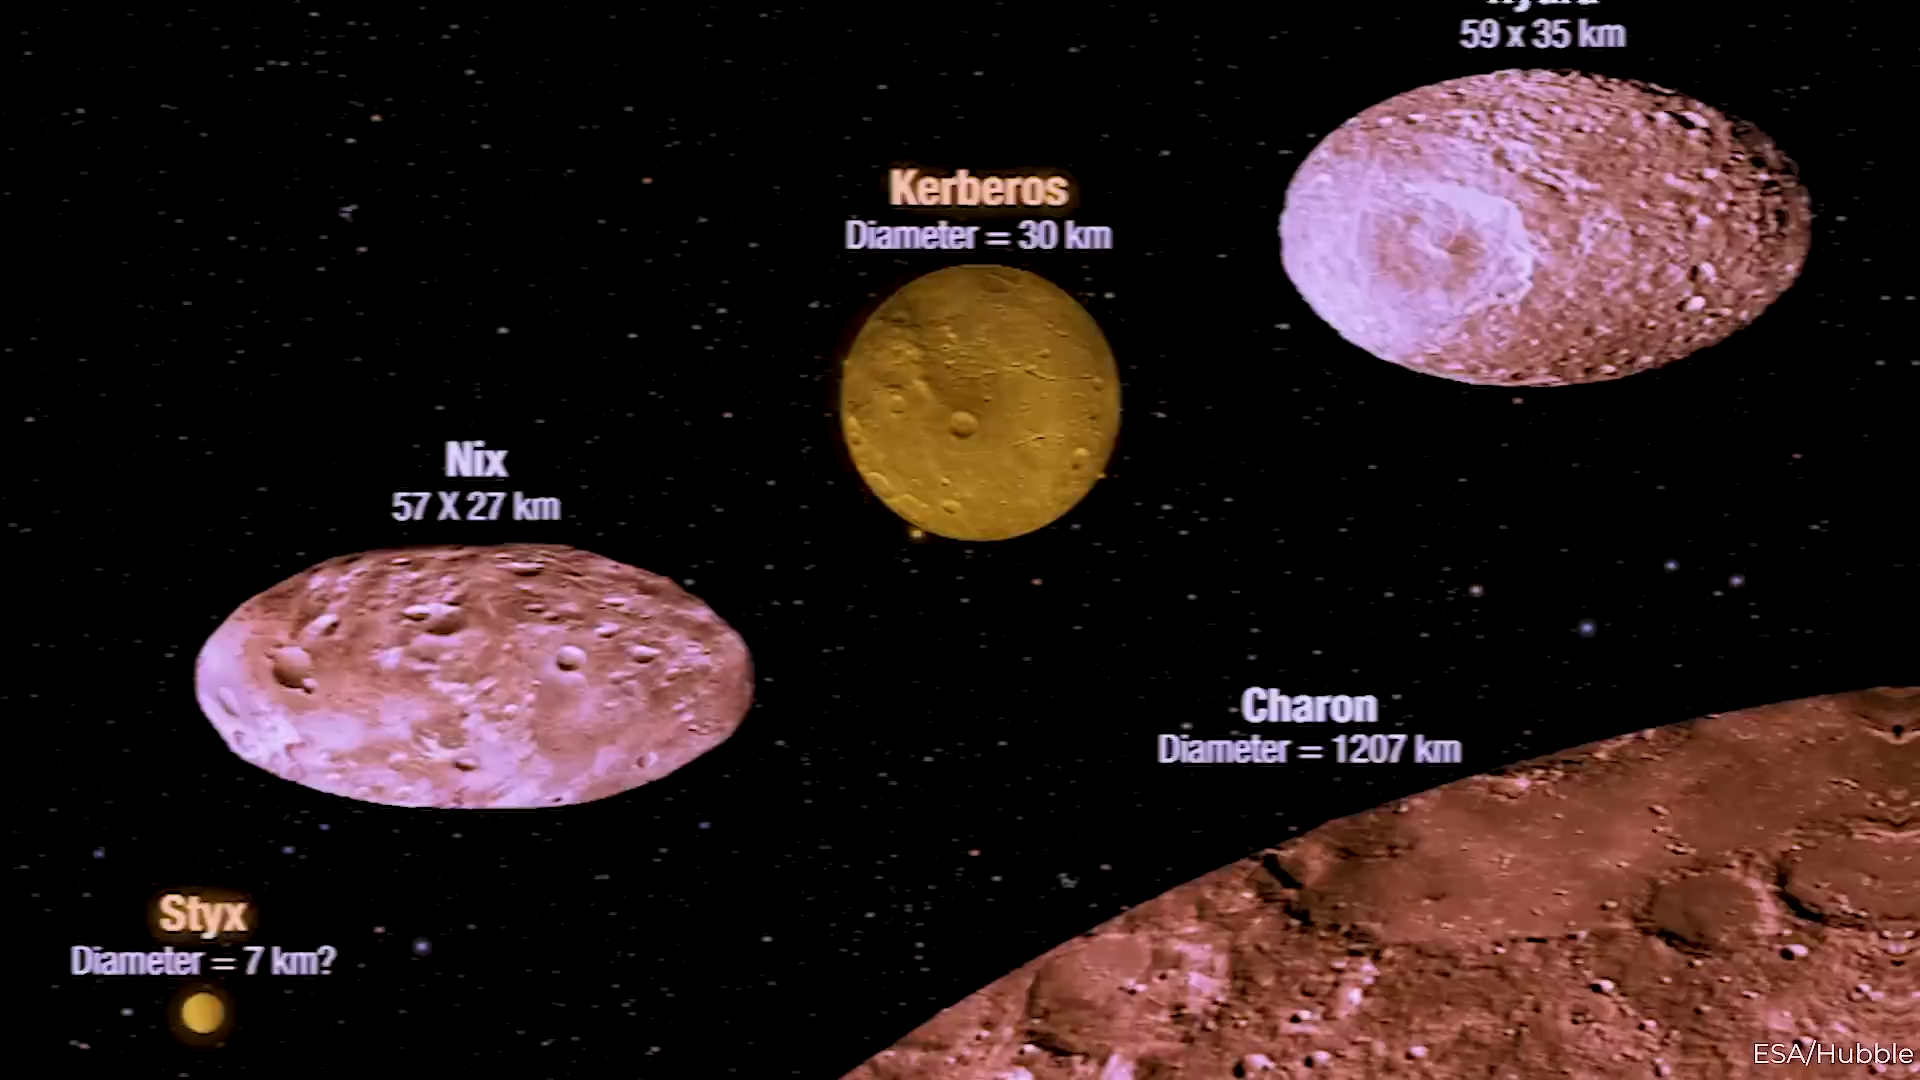 59 x 35 km
Kerberos
Diameter = 30 km
Nix
57 X 27 km
Charon
Diameter = 1207 km
Styx
Diameter = 7 km?
ESA/Hubble